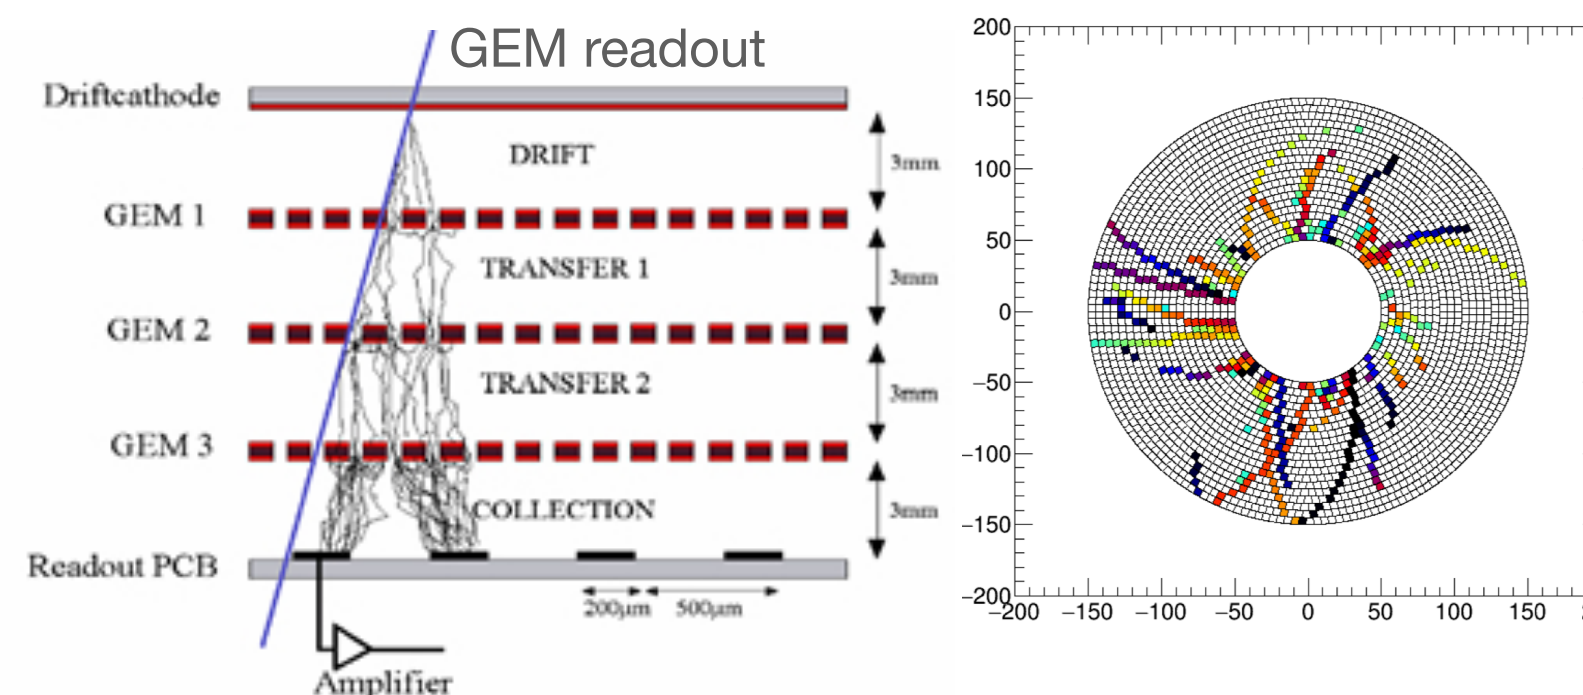 GEM readout
Driftcathode
DRIFT
3mm
GEM 1
TRANSFER 1
3mm
GEM 2
TRANSFER 2
3mm
GEM 3
COLLECTION
3mm
Readout PCB
200μm 500μm
Amplifier
200
150
100
50
0
−50
−100
−150
−200
−200 −150 −100 −50 0 50 100 150